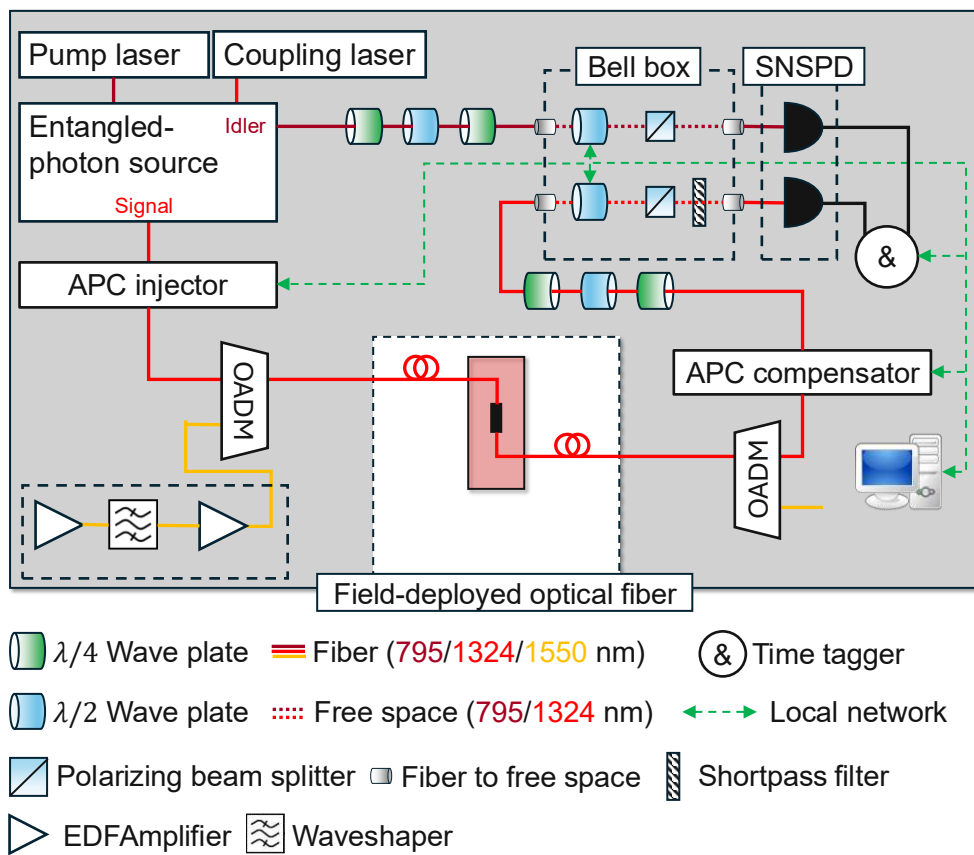 Pump laser
Coupling laser
Bell box
SNSPD
Entangled-
photon source
Idler
Signal
&
APC injector
APC compensator
OADM
OADM
Field-deployed optical fiber
λ/4 Wave plate
Fiber (795/1324/1550 nm)
& Time tagger
λ/2 Wave plate
Free space (795/1324 nm)
Local network
Polarizing beam splitter
Fiber to free space
Shortpass filter
EDFAmplifier
Waveshaper